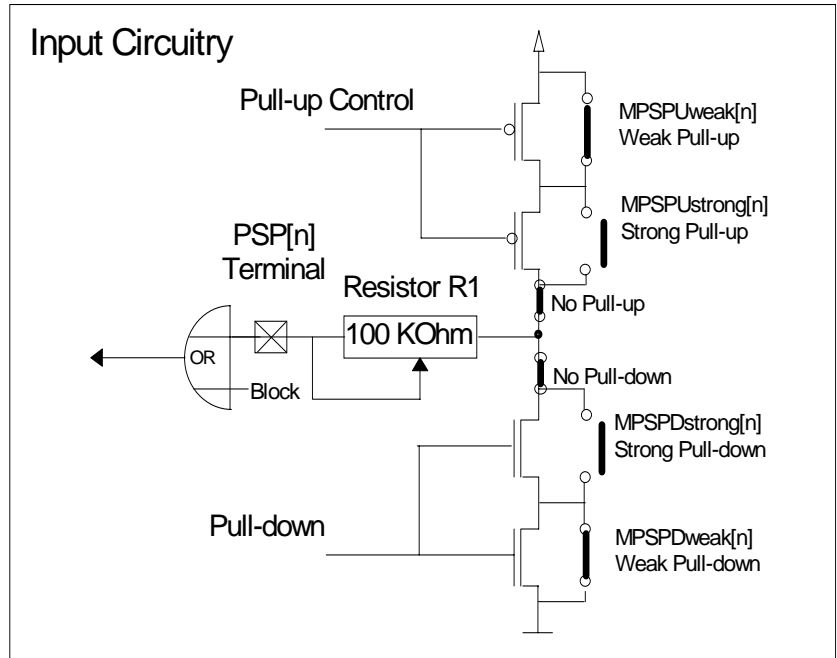 Input Circuitry
Pull-up Control
MPSPUweak[n]
Weak Pull-up
MPSPUstrong[n]
Strong Pull-up
PSP[n]
Terminal
Resistor R1
No Pull-up
100 KOhm
OR
Block
No Pull-down
MPSPDstrong[n]
Strong Pull-down
Pull-down
MPSPDweak[n]
Weak Pull-down